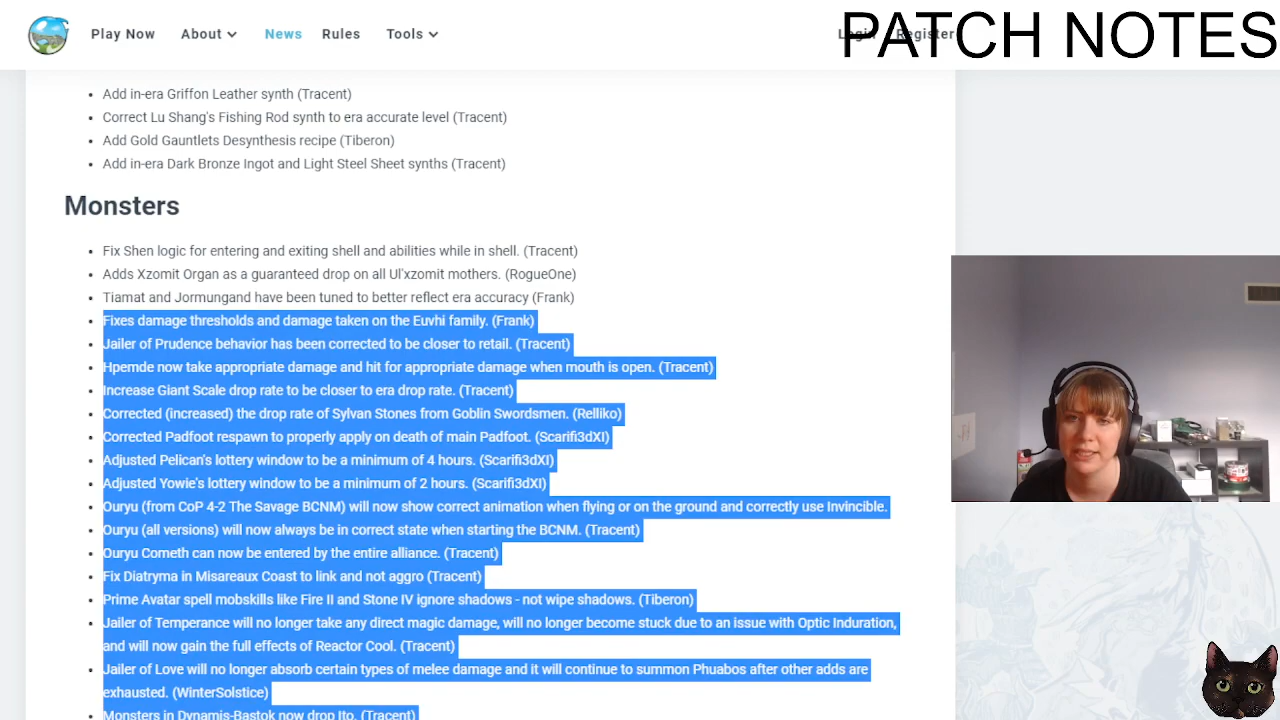 Play Now About News Rules Tools Login Register
PATCH NOTES
Add in-era Griffon Leather synth (Tracent)
Correct Lu Shang's Fishing Rod synth to era accurate level (Tracent)
Add Gold Gauntlets Desynthesis recipe (Tiberon)
Add in-era Dark Bronze Ingot and Light Steel Sheet synths (Tracent)
Monsters
Fix Shen logic for entering and exiting shell and abilities while in shell. (Tracent)
Adds Xzomit Organ as a guaranteed drop on all Ul'xzomit mothers. (RogueOne)
Tiamat and Jormungand have been tuned to better reflect era accuracy (Frank)
Fixes damage thresholds and damage taken on the Euvhi family. (Frank)
Jailer of Prudence behavior has been corrected to be closer to retail. (Tracent)
Hpemde now take appropriate damage and hit for appropriate damage when mouth is open. (Tracent)
Increase Giant Scale drop rate to be closer to era drop rate. (Tracent)
Corrected (increased) the drop rate of Sylvan Stones from Goblin Swordsmen. (Relliko)
Corrected Padfoot respawn to properly apply on death of main Padfoot. (Scarifi3dXI)
Adjusted Pelican's lottery window to be a minimum of 4 hours. (Scarifi3dXI)
Adjusted Yowie's lottery window to be a minimum of 2 hours. (Scarifi3dXI)
Ouryu (from CoP 4-2 The Savage BCNM) will now show correct animation when flying or on the ground and correctly use Invincible.
Ouryu (all versions) will now always be in correct state when starting the BCNM. (Tracent)
Ouryu Cometh can now be entered by the entire alliance. (Tracent)
Fix Diatryma in Misareaux Coast to link and not aggro (Tracent)
Prime Avatar spell mobskills like Fire II and Stone IV ignore shadows - not wipe shadows. (Tiberon)
Jailer of Temperance will no longer take any direct magic damage, will no longer become stuck due to an issue with Optic Induration,
and will now gain the full effects of Reactor Cool. (Tracent)
Jailer of Love will no longer absorb certain types of melee damage and it will continue to summon Phuabos after other adds are
exhausted. (WinterSolstice)
Monsters in Dynamis-Bastok now drop Ito. (Tracent)